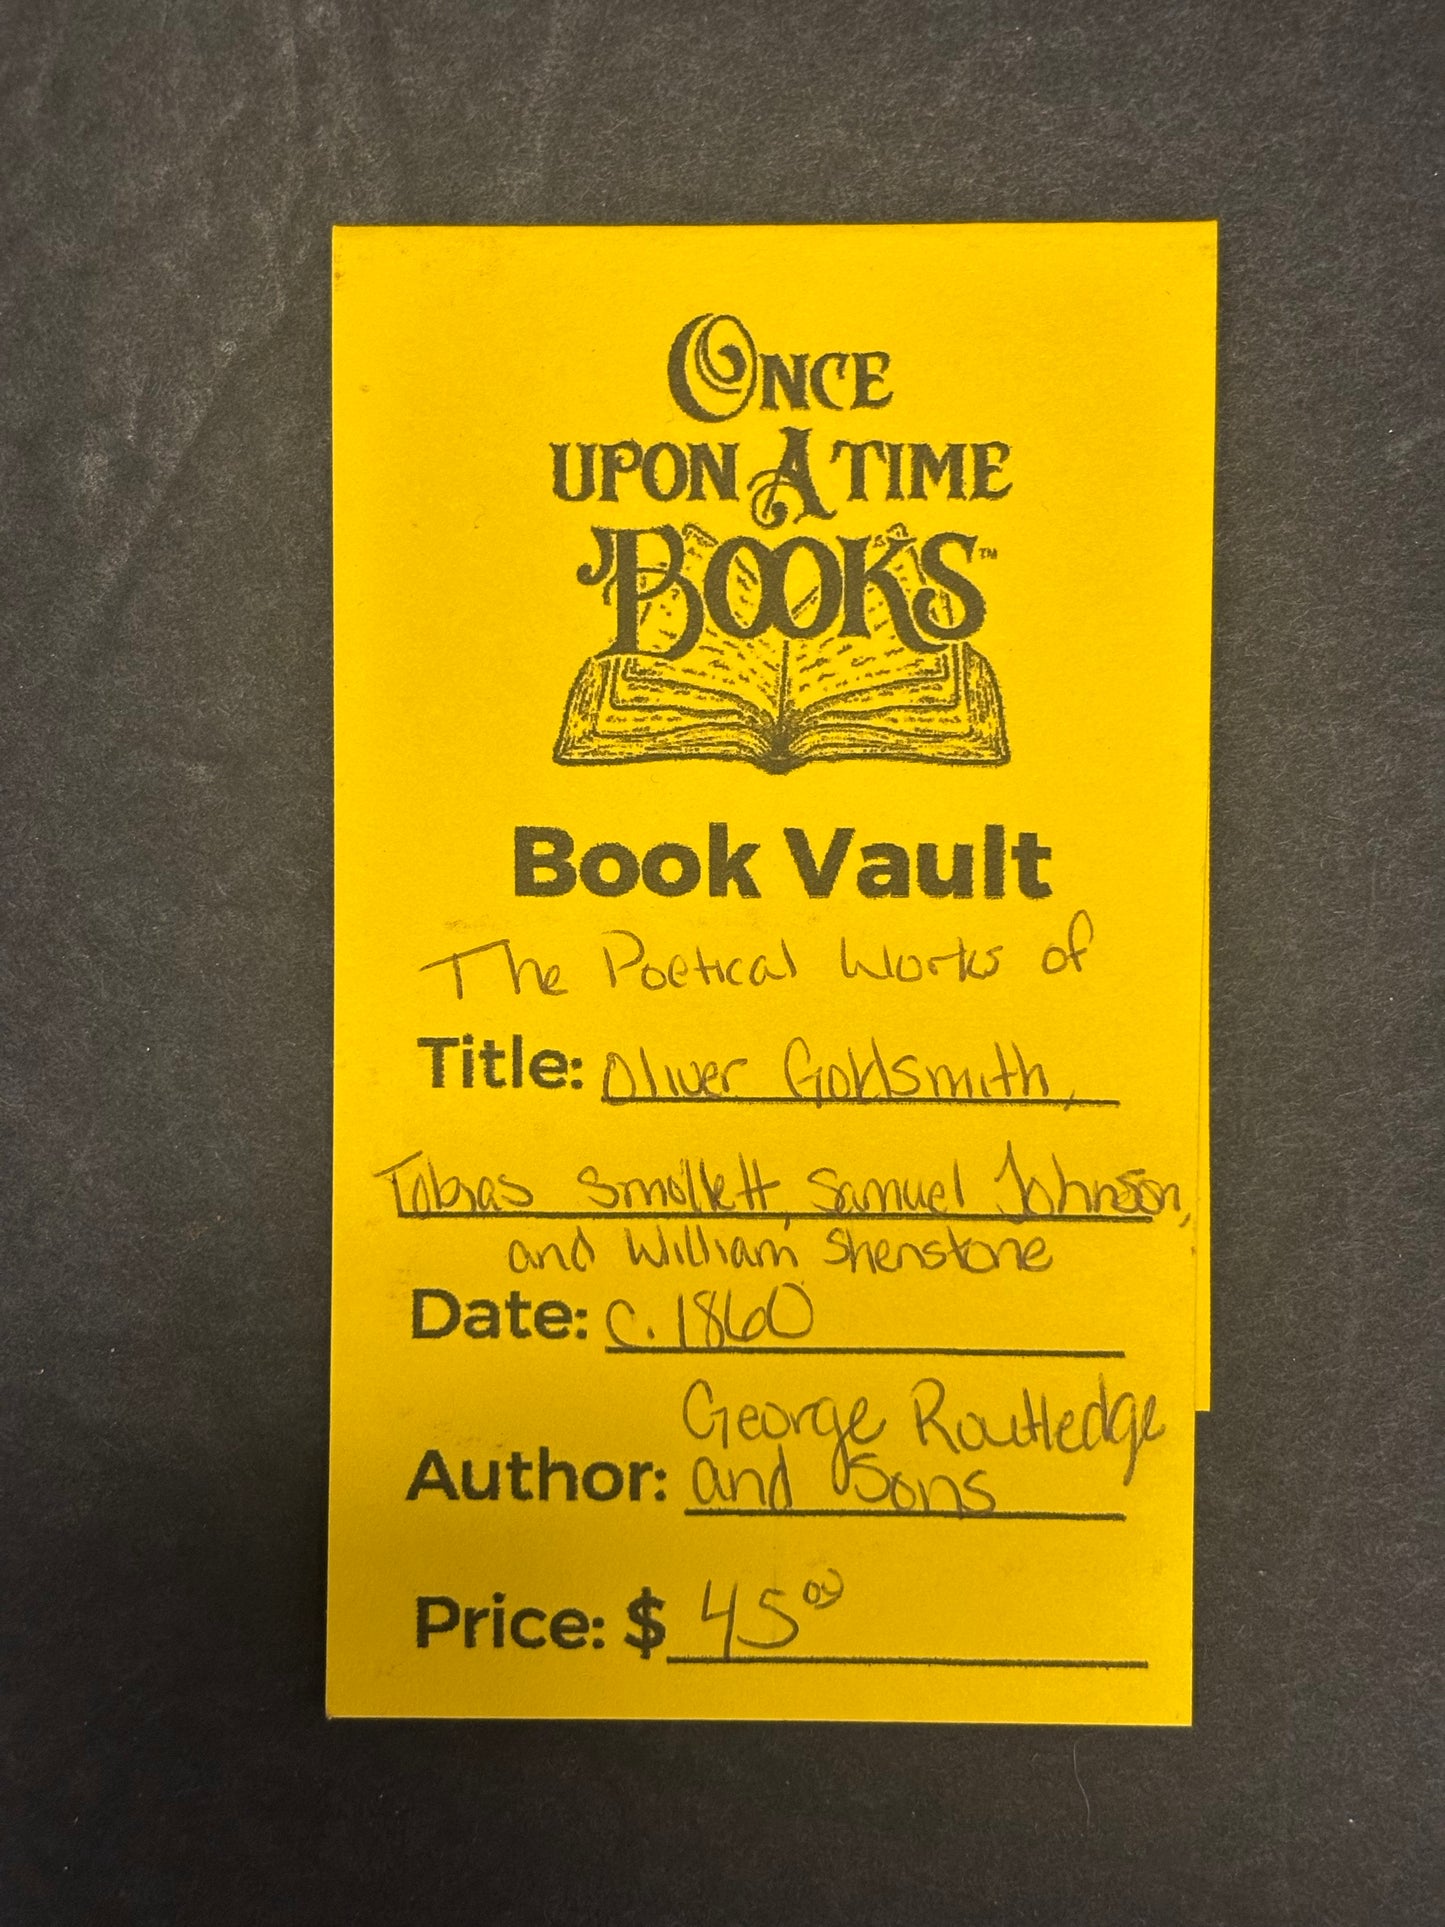 ONCE
UPON A TIME
BOOKS™
Book Vault
The Poetical Works of
Title: Oliver Goldsmith,
Tobias Smollett, Samuel Johnson,
and William Shenstone
Date: c. 1860
George Routledge
Author: and Sons
Price: $ 45⁰⁰